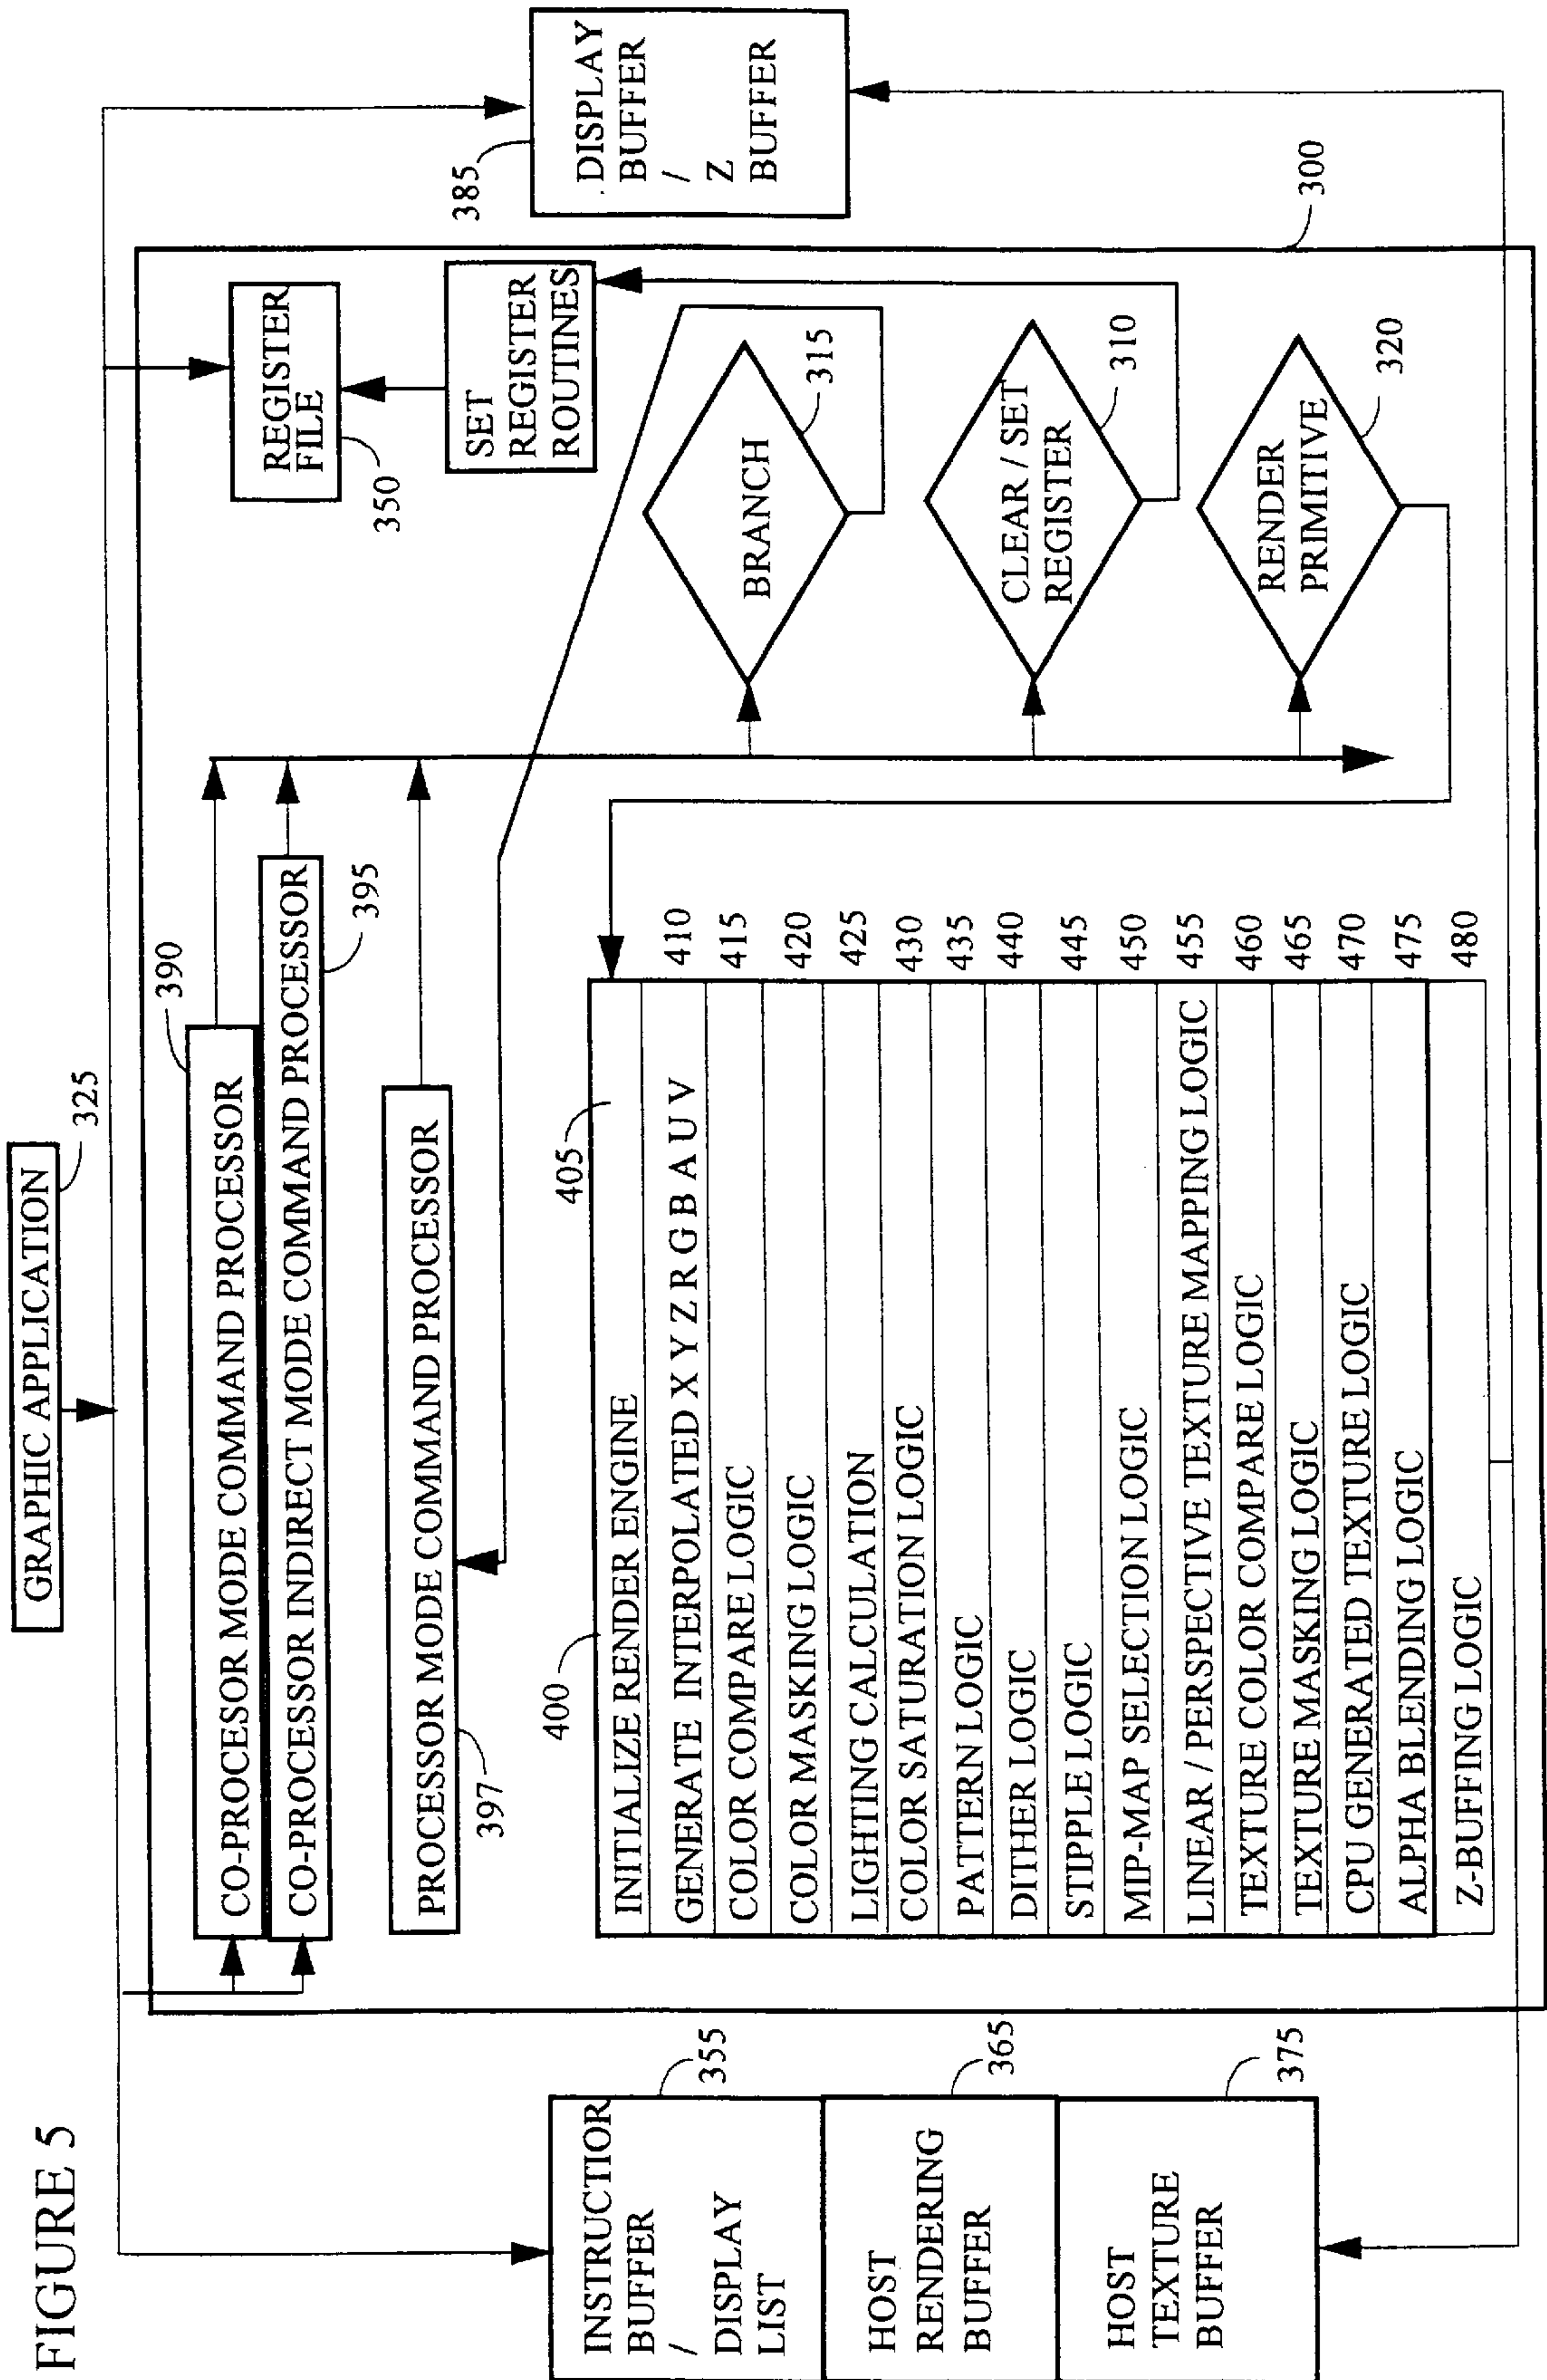 FIGURE 5
GRAPHIC APPLICATION
325
INSTRUCTION
BUFFER
/
DISPLAY
LIST
355
HOST
RENDERING
BUFFER
365
HOST
TEXTURE
BUFFER
375
390
CO-PROCESSOR MODE COMMAND PROCESSOR
CO-PROCESSOR INDIRECT MODE COMMAND PROCESSOR
395
PROCESSOR MODE COMMAND PROCESSOR
397
400
405
INITIALIZE RENDER ENGINE
GENERATE INTERPOLATED X Y Z R G B A U V 410
COLOR COMPARE LOGIC 415
COLOR MASKING LOGIC 420
LIGHTING CALCULATION 425
COLOR SATURATION LOGIC 430
PATTERN LOGIC 435
DITHER LOGIC 440
STIPPLE LOGIC 445
MIP-MAP SELECTION LOGIC 450
LINEAR / PERSPECTIVE TEXTURE MAPPING LOGIC 455
TEXTURE COLOR COMPARE LOGIC 460
TEXTURE MASKING LOGIC 465
CPU GENERATED TEXTURE LOGIC 470
ALPHA BLENDING LOGIC 475
Z-BUFFING LOGIC 480
REGISTER
FILE
350
SET
REGISTER
ROUTINES
BRANCH
315
CLEAR / SET
REGISTER
310
RENDER
PRIMITIVE
320
300
385
DISPLAY
BUFFER
/
Z
BUFFER